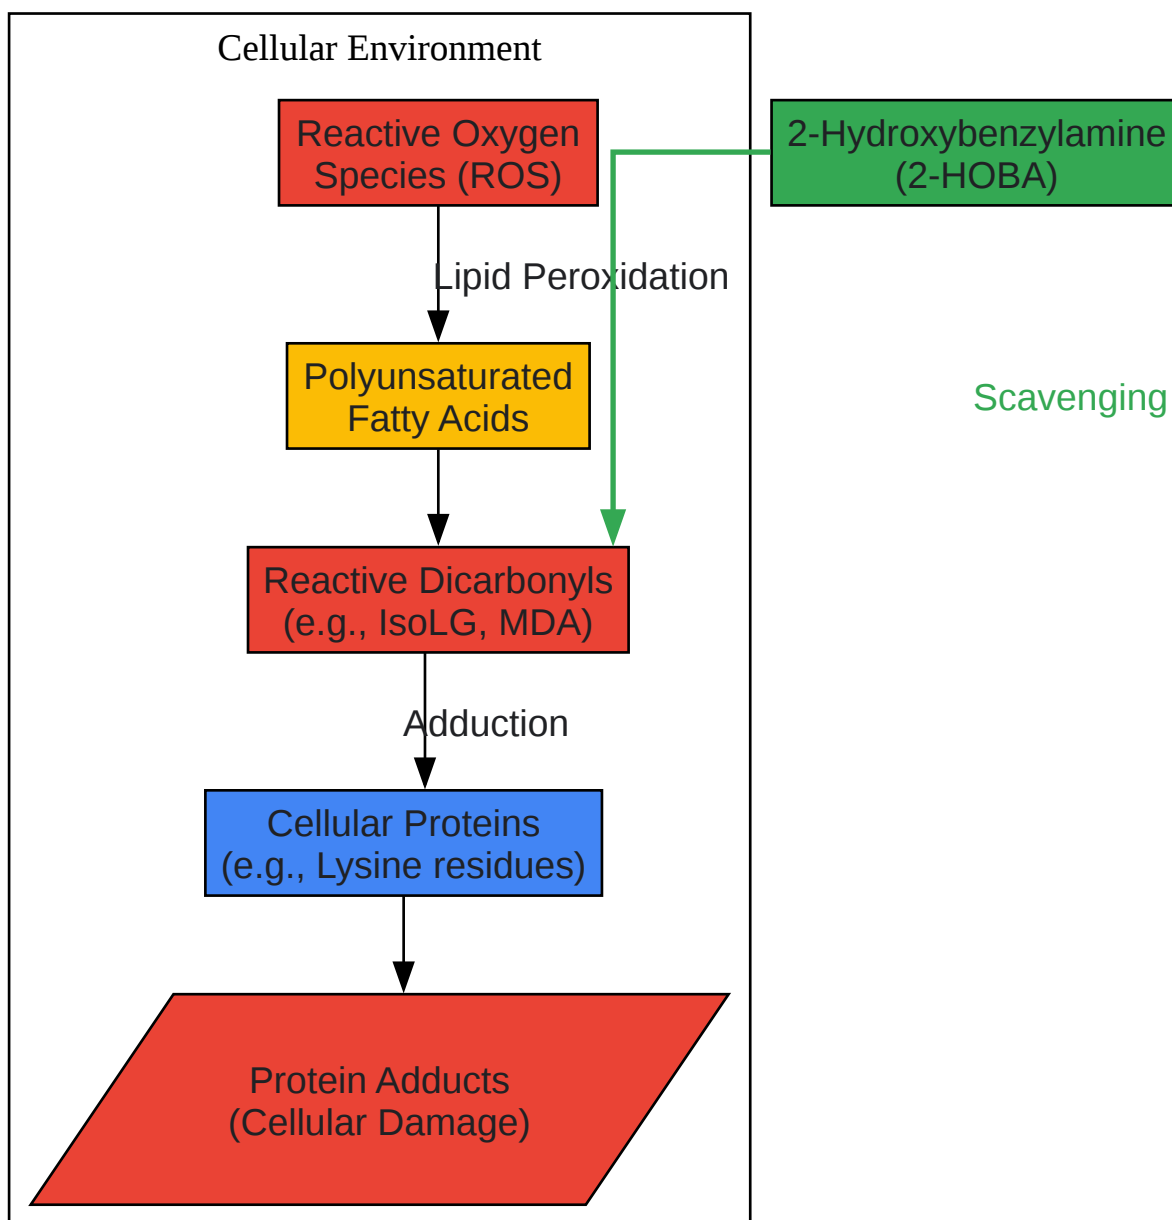 Cellular Environment
Reactive Oxygen
Species (ROS)
2-Hydroxybenzylamine
(2-HOBA)
Lipid Peroxidation
Polyunsaturated
Fatty Acids
Scavenging
Reactive Dicarbonyls
(e.g., IsoLG, MDA)
Adduction
Cellular Proteins
(e.g., Lysine residues)
Protein Adducts
(Cellular Damage)